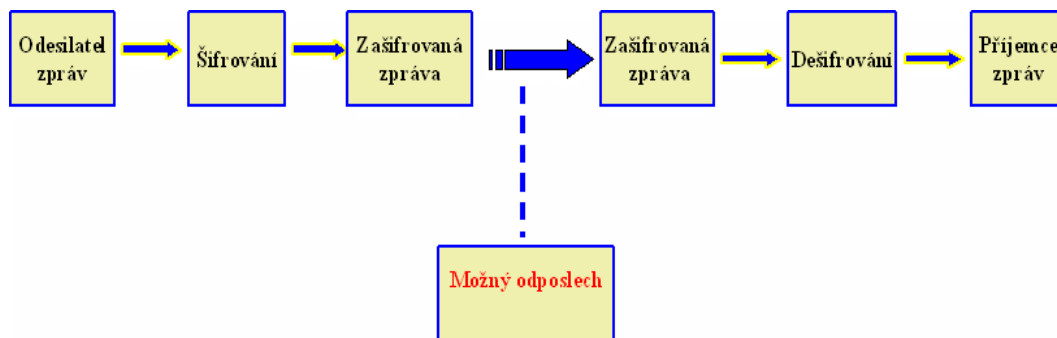 Odesilatel
zpráv
Šifrování
Zašifrovaná
zpráva
Zašifrovaná
zpráva
Dešifrování
Příjemce
zpráv
Možný odposlech